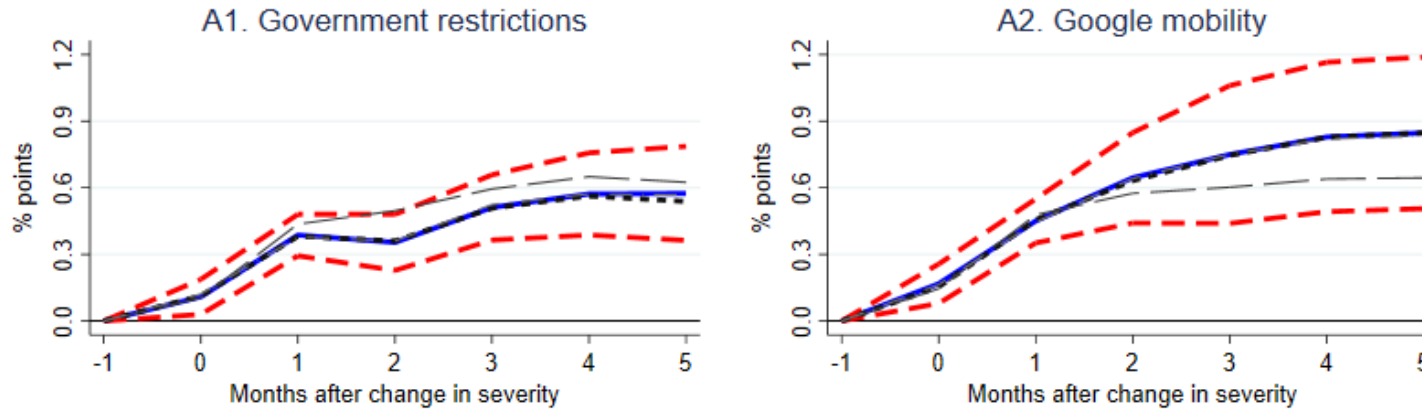 A1. Government restrictions
% points
1.2
0.9
0.6
0.3
0.0
-1 0 1 2 3 4 5
Months after change in severity
A2. Google mobility
% points
1.2
0.9
0.6
0.3
0.0
-1 0 1 2 3 4 5
Months after change in severity